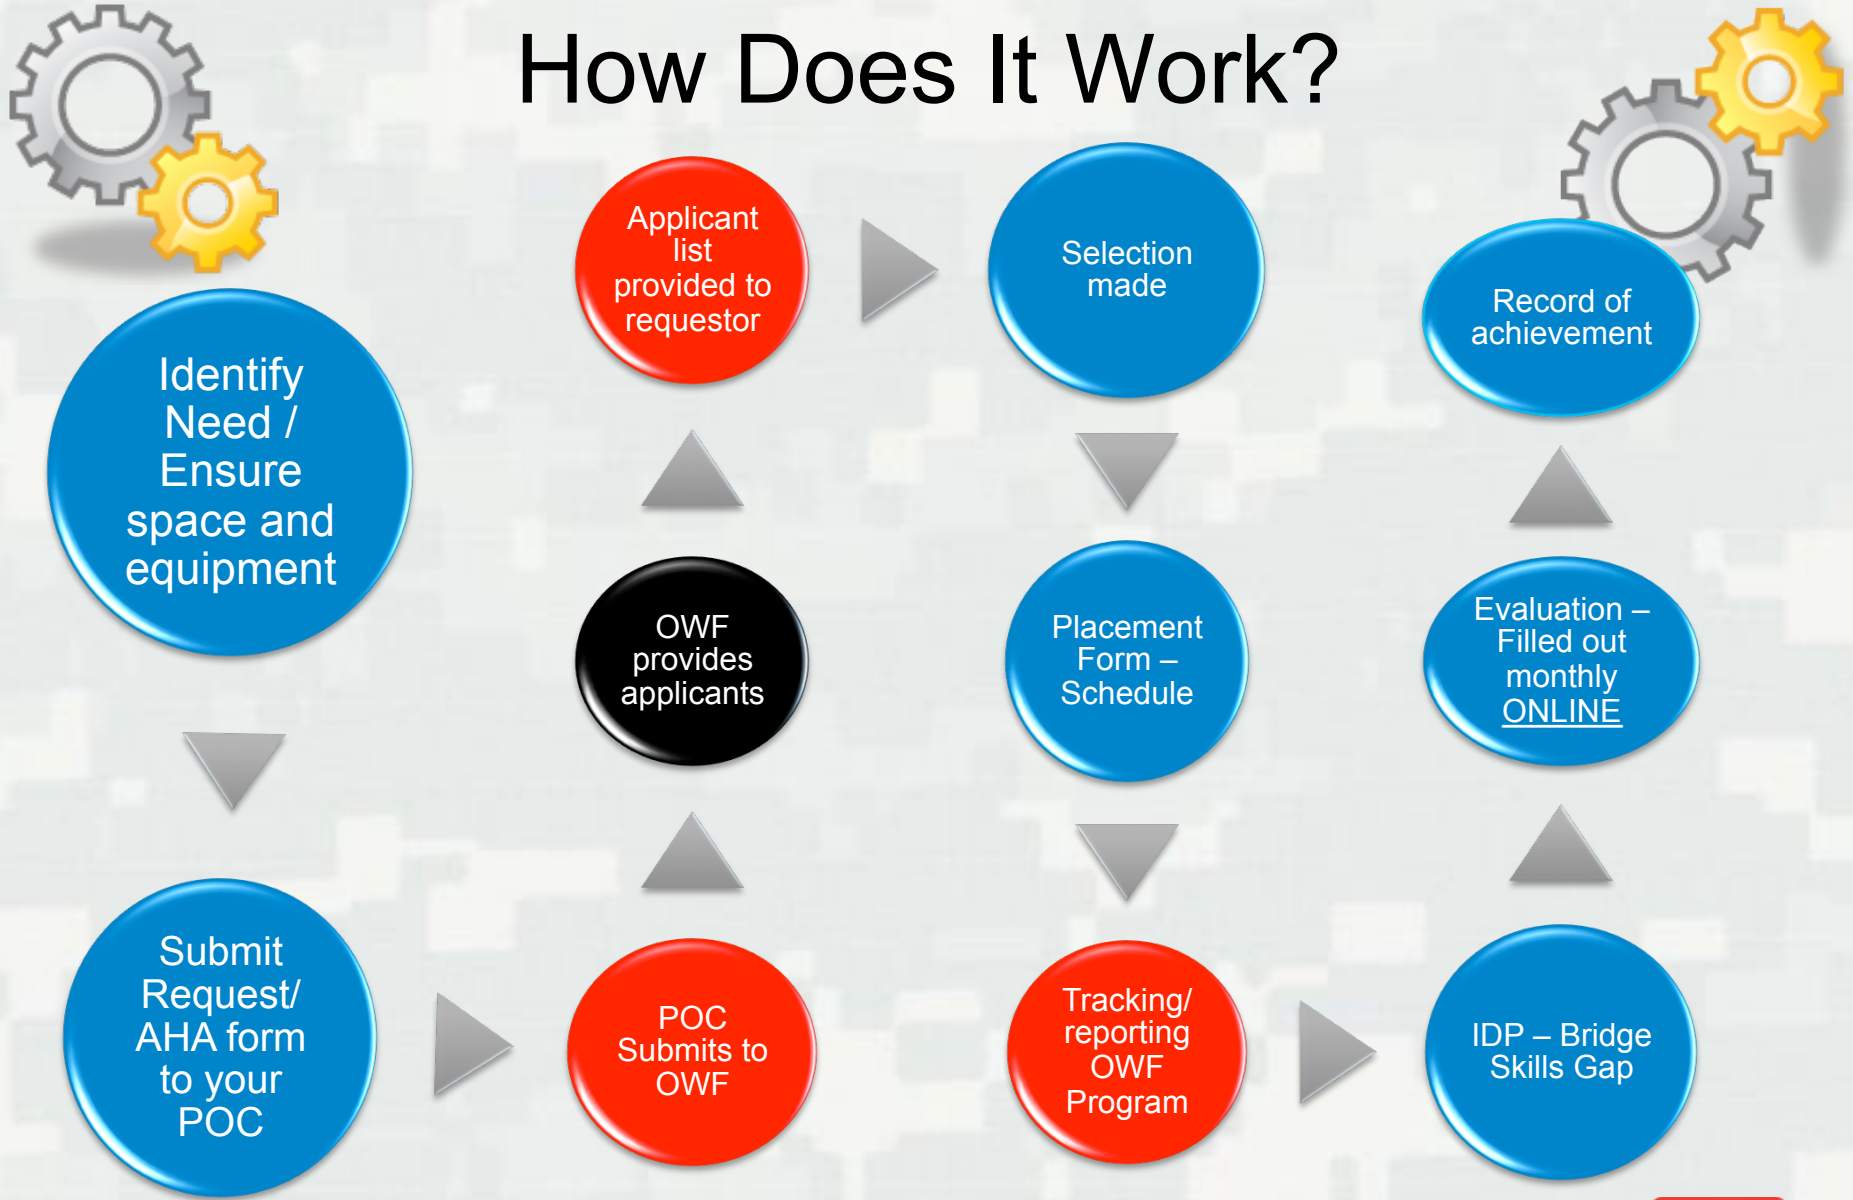 How Does It Work?
Identify
Need /
Ensure
space and
equipment
Submit
Request/
AHA form
to your
POC
POC
Submits to
OWF
OWF
provides
applicants
Applicant
list
provided to
requestor
Selection
made
Placement
Form –
Schedule
Tracking/
reporting
OWF
Program
IDP – Bridge
Skills Gap
Evaluation –
Filled out
monthly
ONLINE
Record of
achievement